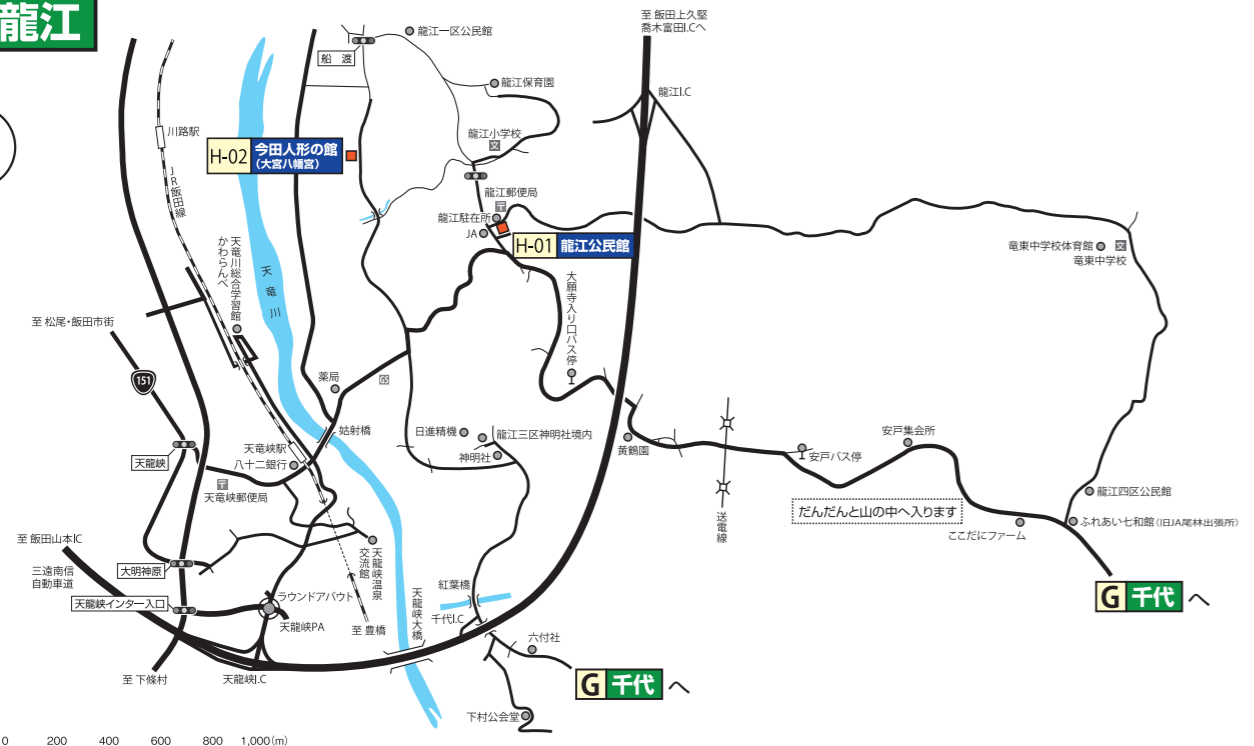 龍江
至 飯田上久堅
喬木富田I.Cへ
龍江一区公民館
船渡
龍江保育園
龍江I.C
川路駅
龍江小学校
文
H-02 今田人形の館
(大宮八幡宮)
JR飯田線
龍江郵便局
〒
龍江駐在所
JA
H-01 龍江公民館
竜東中学校体育館
文
竜東中学校
天竜川総合学習館
かわらんべ
天竜川
大願寺入り口バス停
至 松尾・飯田市街
151
薬局
姑射橋
日進精機
龍江三区神明社境内
神明社
黄鶴園
安戸集会所
安戸バス停
天龍峡
天竜峡駅
八十二銀行
〒
天竜峡郵便局
送電線
だんだんと山の中へ入ります
龍江四区公民館
ふれあい七和館(旧JA尾林出張所)
ここだにファーム
至 飯田山本IC
三遠南信
自動車道
大明神原
天龍峡温泉
交流館
天龍峡インター入口
ラウンドアバウト
天龍峡PA
至 豊橋
天龍峡大橋
紅葉橋
千代I.C
六付社
G 千代 へ
G 千代 へ
至 下條村
天龍峡I.C
下村公会堂
0 200 400 600 800 1,000(m)